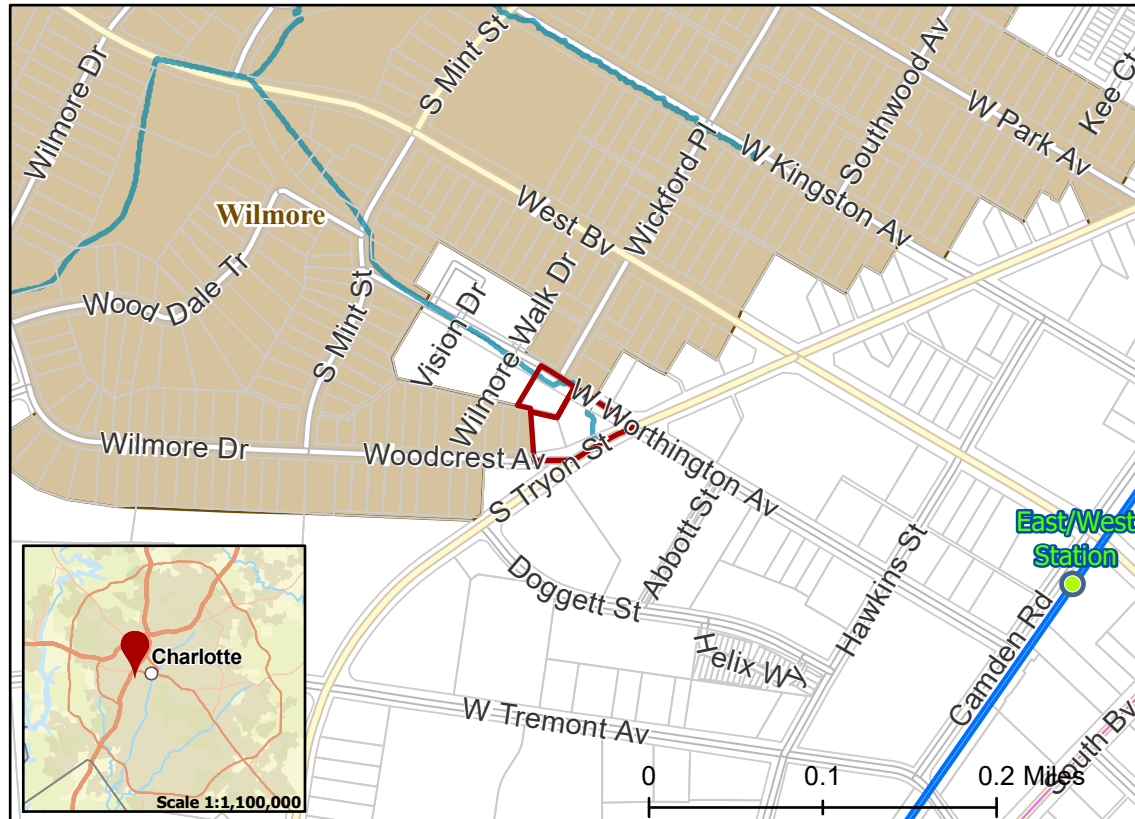 S Mint St
Wilmore Dr
Southwood Av
Kee Ct
W Park Av
W Kingston Av
Wickford Pl
West Bv
Wilmore
Wood Dale Tr
S Mint St
Vision Dr
Wilmore Walk Dr
W Worthington Av
Wilmore Dr
Woodcrest Av
S Tryon St
Abbott St
Doggett St
Hawkins St
East/West
Station
Helix Wy
Camden Rd
W Tremont Av
South Bv
Charlotte
Scale 1:1,100,000
0 0.1 0.2 Miles